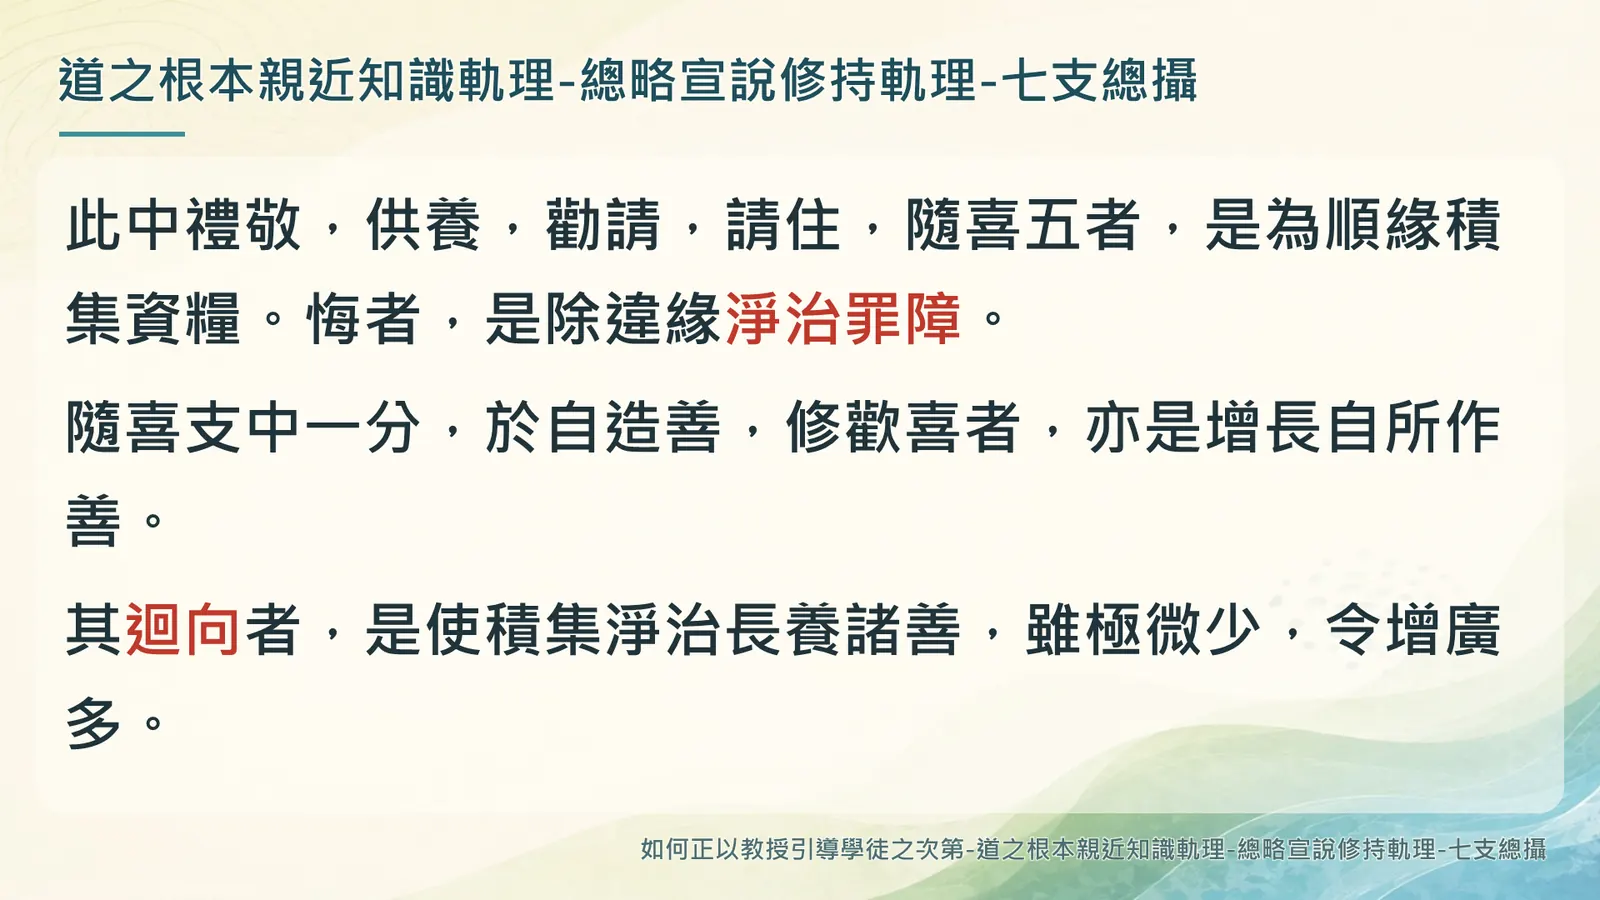 道之根本親近知識軌理-總略宣說修持軌理-七支總攝
此中禮敬，供養，勸請，請住，隨喜五者，是為順緣積
集資糧。悔者，是除違緣淨治罪障。
隨喜支中一分，於自造善，修歡喜者，亦是增長自所作
善。
其迴向者，是使積集淨治長養諸善，雖極微少，令增廣
多。
如何正以教授引導學徒之次第-道之根本親近知識軌理-總略宣說修持軌理-七支總攝